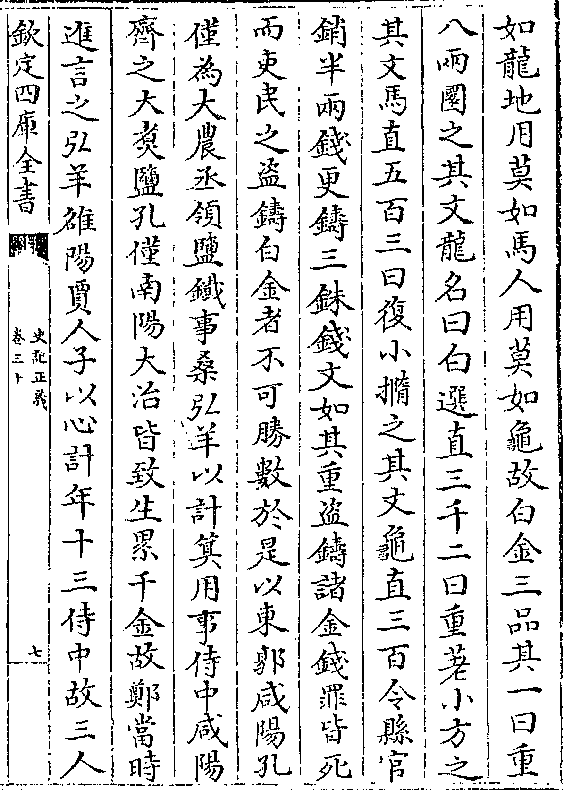 如龍地用莫如馬人用莫如龜故白金三品其一曰重
八兩圜之其文龍名曰白選直三千二曰重差小方之
其文馬直五百三曰復小撱之其文龜直三百令縣官
銷半兩錢更鑄三銖錢文如其重盜鑄諸金錢罪皆死
而吏民之盜鑄白金者不可勝數於是以東郭咸陽孔
僅為大農丞領鹽鐵事桑弘羊以計算用事侍中咸陽
齊之大煑鹽孔僅南陽大冶皆致生累千金故鄭當時
進言之弘羊雒陽賈人子以心計年十三侍中故三人
欽定四庫全書
史記正義
卷三十
七